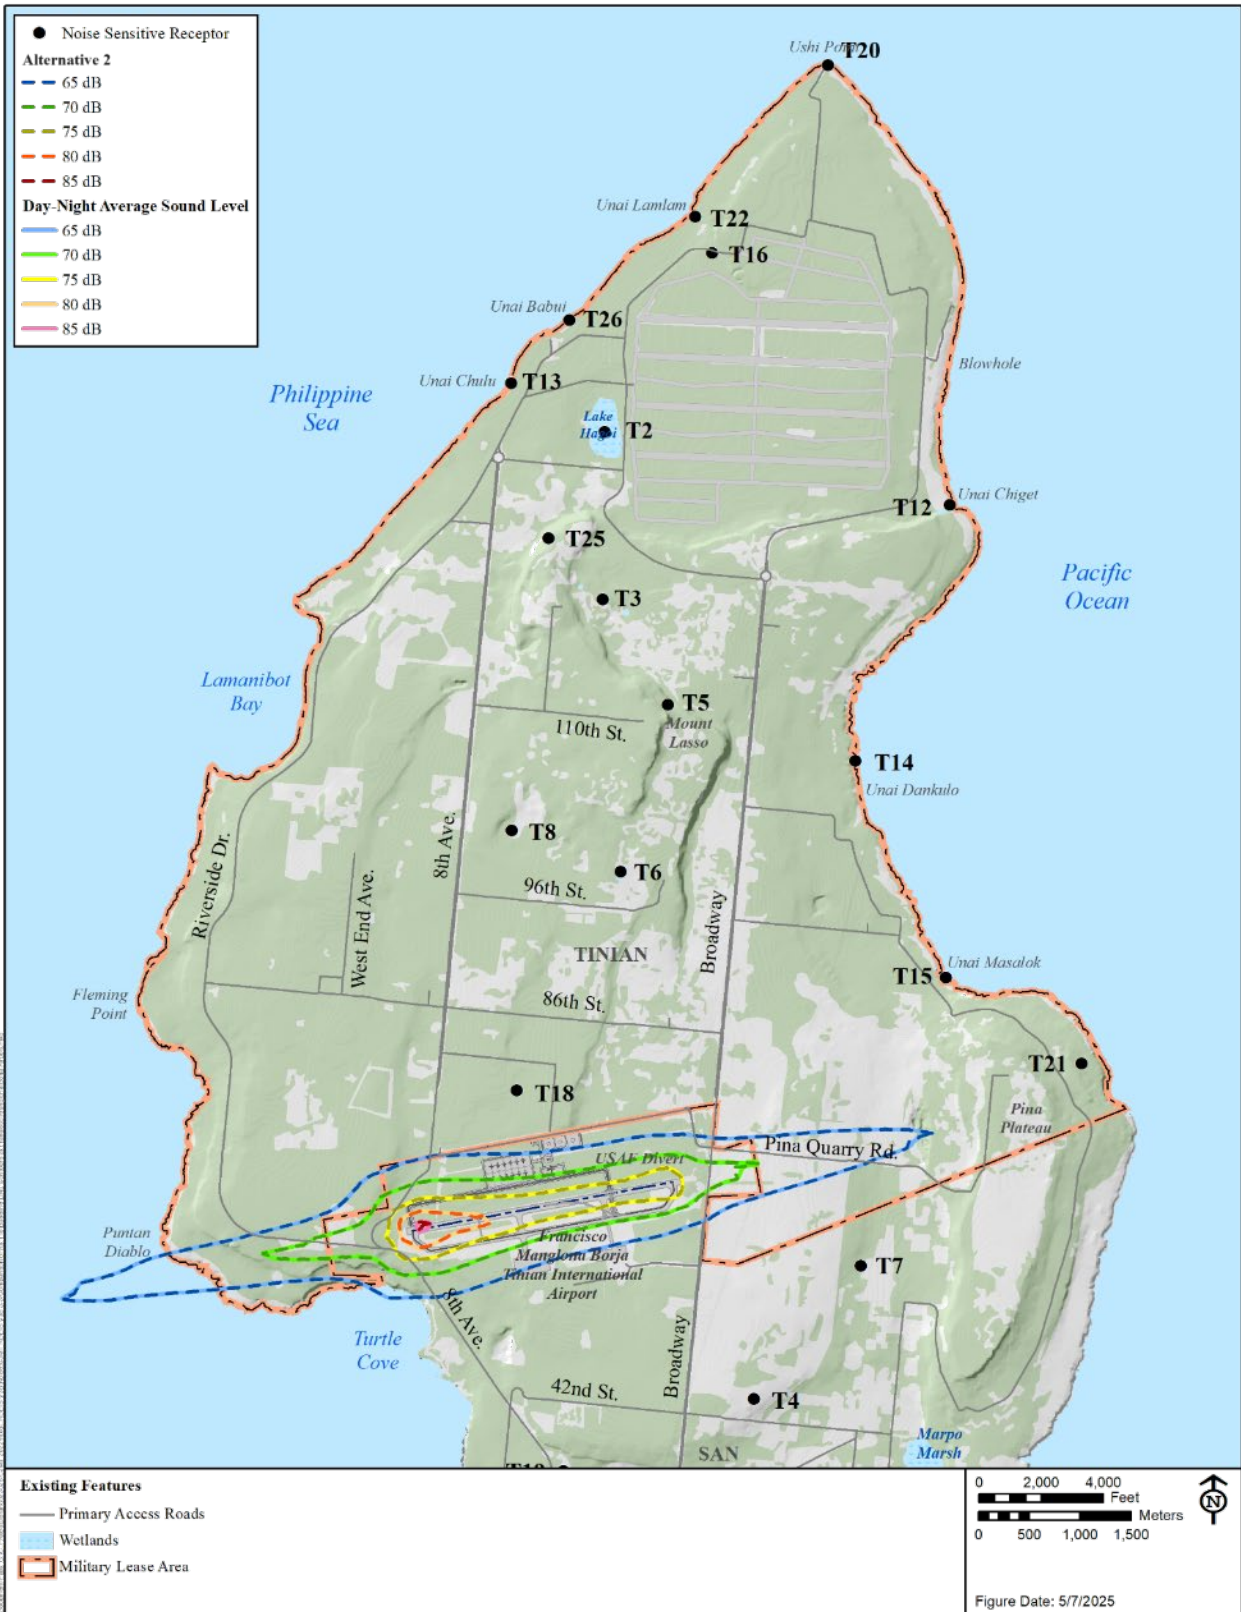 Noise Sensitive Receptor
Alternative 2
65 dB
70 dB
75 dB
80 dB
85 dB
Day-Night Average Sound Level
65 dB
70 dB
75 dB
80 dB
85 dB
Ushi Point
T20
Unai Lamlam
T22
T16
Unai Babui
T26
Blowhole
Unai Chulu
T13
Philippine
Sea
Lake
Hagoi
T2
Unai Chiget
T12
T25
Pacific
Ocean
T3
Lamanibot
Bay
T5
Mount
Lasso
110th St.
T14
Unai Dankulo
T8
8th Ave.
Riverside Dr.
T6
96th St.
West End Ave.
Broadway
TINIAN
Unai Masalok
T15
Fleming
Point
86th St.
T21
T18
Pina
Plateau
Pina Quarry Rd.
USAF Divert
Puntan
Diablo
Francisco
Manglona Borja
Tinian International
Airport
T7
8th Ave.
Turtle
Cove
Broadway
42nd St.
T4
Marpo
Marsh
SAN
Existing Features
Primary Access Roads
Wetlands
Military Lease Area
0 2,000 4,000
Feet
Meters
0 500 1,000 1,500
N
Figure Date: 5/7/2025